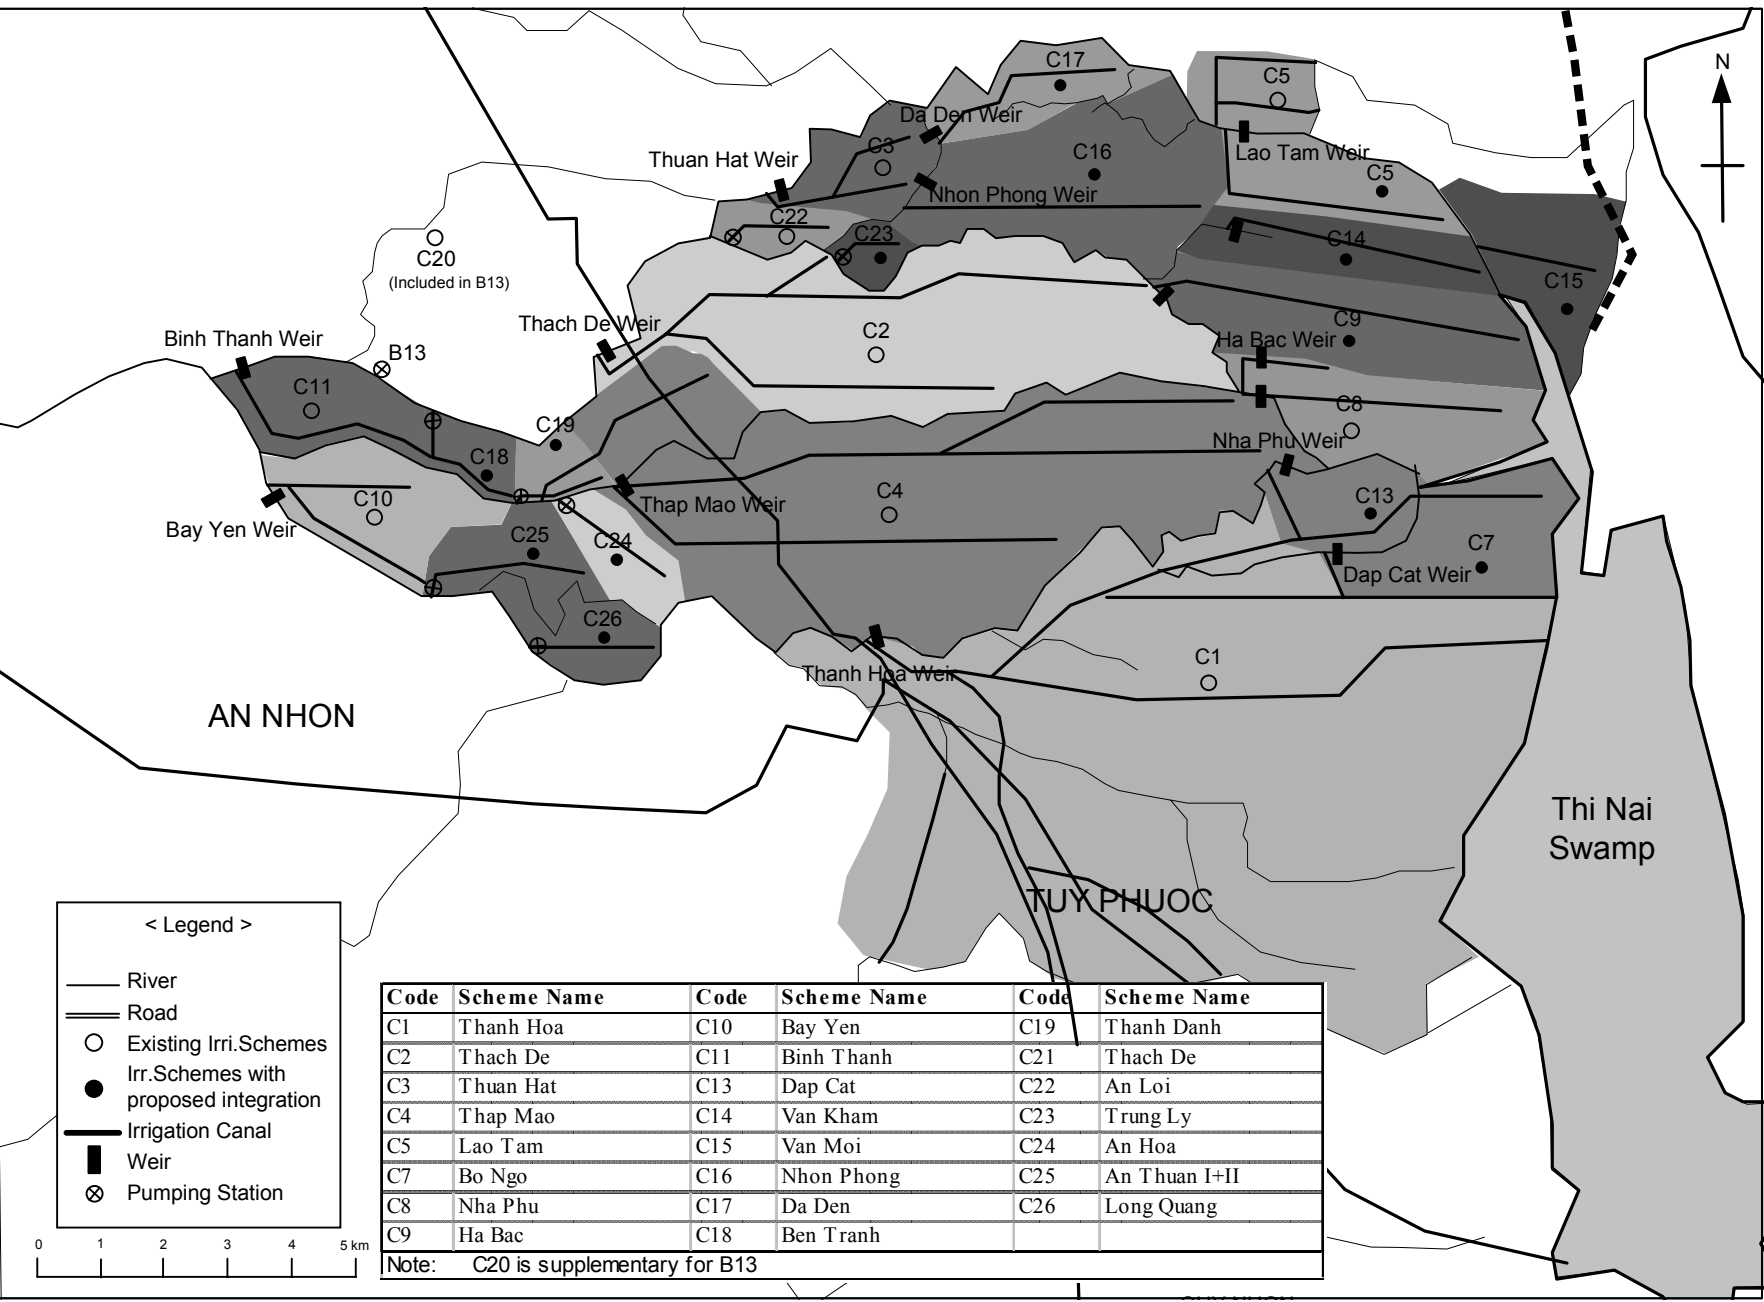 N
C17
C5
Da Den Weir
C3
C16
Lao Tam Weir
Thuan Hat Weir
C5
Nhon Phong Weir
C22
C23
C14
C20
(Included in B13)
C15
Thach De Weir
C2
C9
Binh Thanh Weir
Ha Bac Weir
B13
C11
C8
C19
Nha Phu Weir
C18
C10
Thap Mao Weir
C4
C13
Bay Yen Weir
C25
C24
C7
Dap Cat Weir
C26
C1
Thanh Hoa Weir
AN NHON
Thi Nai
Swamp
TUY PHUOC
< Legend >
River
Road
Existing Irri.Schemes
Irr.Schemes with
proposed integration
Irrigation Canal
Weir
Pumping Station
0 1 2 3 4 5 km
Code Scheme Name Code Scheme Name Code Scheme Name
C1 Thanh Hoa C10 Bay Yen C19 Thanh Danh
C2 Thach De C11 Binh Thanh C21 Thach De
C3 Thuan Hat C13 Dap Cat C22 An Loi
C4 Thap Mao C14 Van Kham C23 Trung Ly
C5 Lao Tam C15 Van Moi C24 An Hoa
C7 Bo Ngo C16 Nhon Phong C25 An Thuan I+II
C8 Nha Phu C17 Da Den C26 Long Quang
C9 Ha Bac C18 Ben Tranh
Note: C20 is supplementary for B13